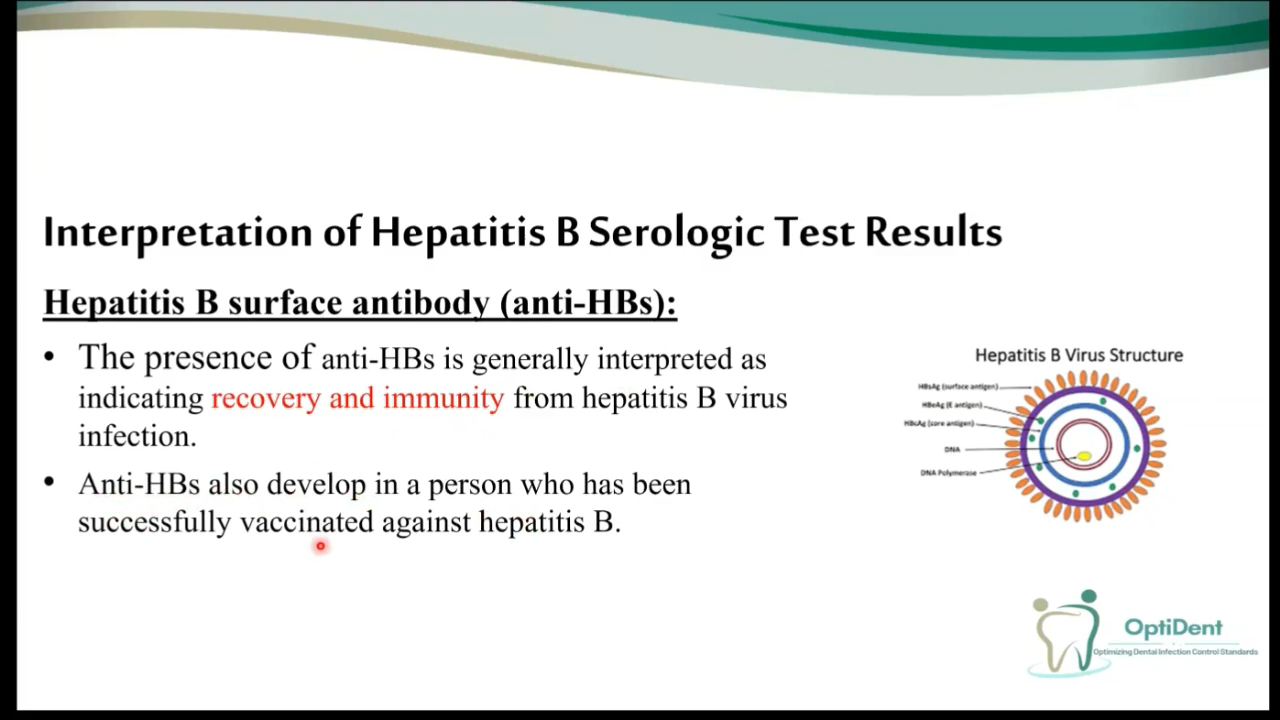 Interpretation of Hepatitis B Serologic Test Results
Hepatitis B surface antibody (anti-HBs):
• The presence of anti-HBs is generally interpreted as
indicating recovery and immunity from hepatitis B virus
infection.
• Anti-HBs also develop in a person who has been
successfully vaccinated against hepatitis B.
Hepatitis B Virus Structure
HBsAg (surface antigen)
HBeAg (E antigen)
HBcAg (core antigen)
DNA
DNA Polymerase
OptiDent
Optimizing Dental Infection Control Standards